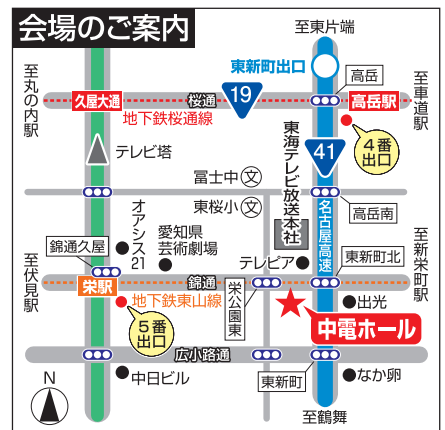 会場のご案内
至東片端
東新町出口
高岳
至丸の内駅
久屋大通
桜通
19
高岳駅
至車道駅
地下鉄桜通線
4番
出口
テレビ塔
東海テレビ放送本社
41
冨士中 文
東桜小 文
高岳南
オアシス21
愛知県
芸術劇場
名古屋高速
錦通久屋
テレピア
東新町北
至伏見駅
栄駅
錦通
栄公園東
至新栄町駅
地下鉄東山線
出光
5番
出口
中電ホール
広小路通
中日ビル
東新町
なか卯
N
至鶴舞